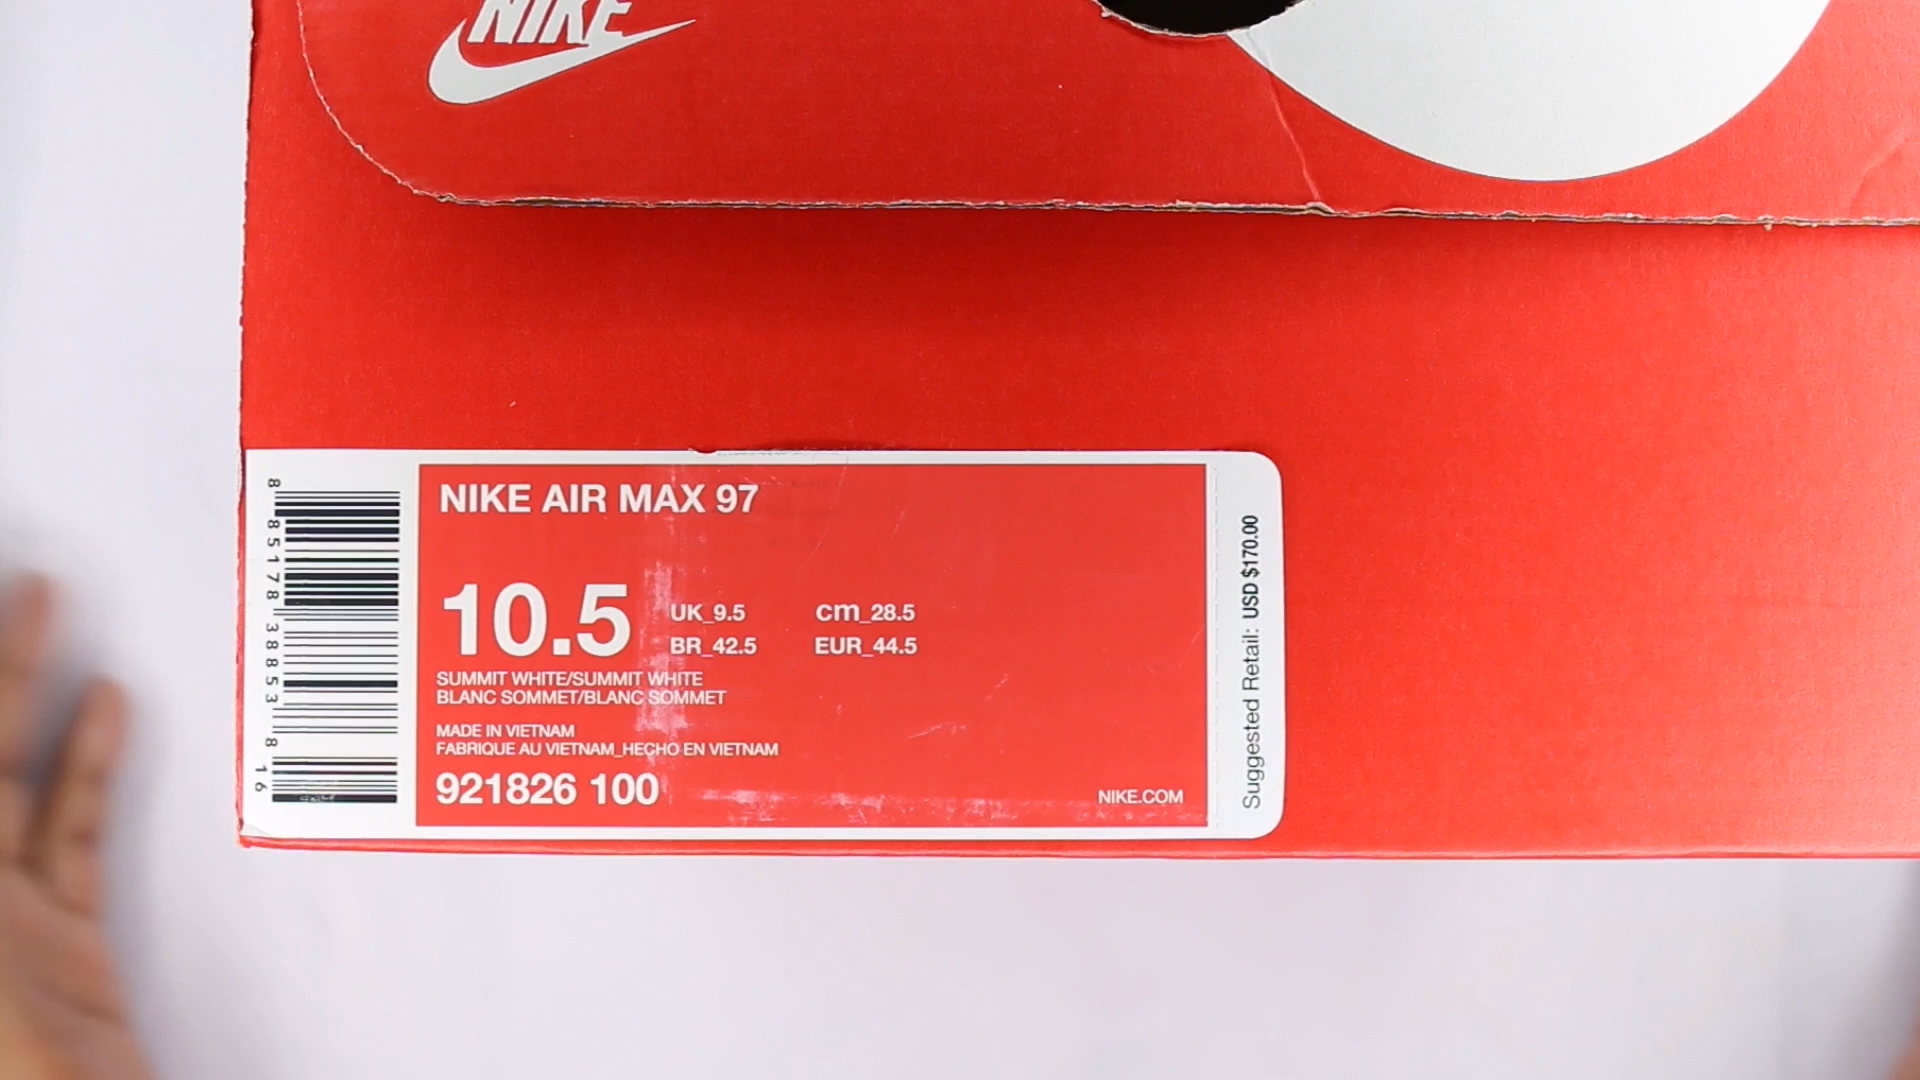 NIKE
NIKE AIR MAX 97
10.5
UK_9.5 cm_28.5
BR_42.5 EUR_44.5
SUMMIT WHITE/SUMMIT WHITE
BLANC SOMMET/BLANC SOMMET
MADE IN VIETNAM
FABRIQUE AU VIETNAM_HECHO EN VIETNAM
921826 100
NIKE.COM
8 85178 38853 8
16
Suggested Retail: USD $170.00